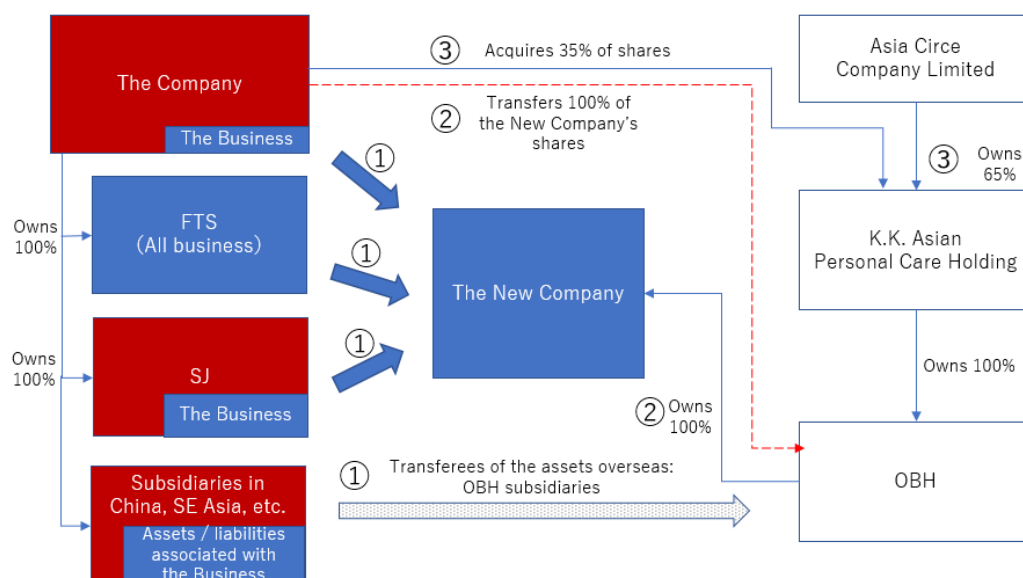 The Company
The Business
③ Acquires 35% of shares
② Transfers 100% of
the New Company's
shares
Asia Circe
Company Limited
③ Owns
65%
①
Owns
100%
FTS
(All business)
①
The New Company
K.K. Asian
Personal Care Holding
Owns
100%
SJ
The Business
①
② Owns
100%
Owns 100%
Subsidiaries in
China, SE Asia, etc.
Assets / liabilities
associated with
the Business
① Transferees of the assets overseas:
OBH subsidiaries
OBH